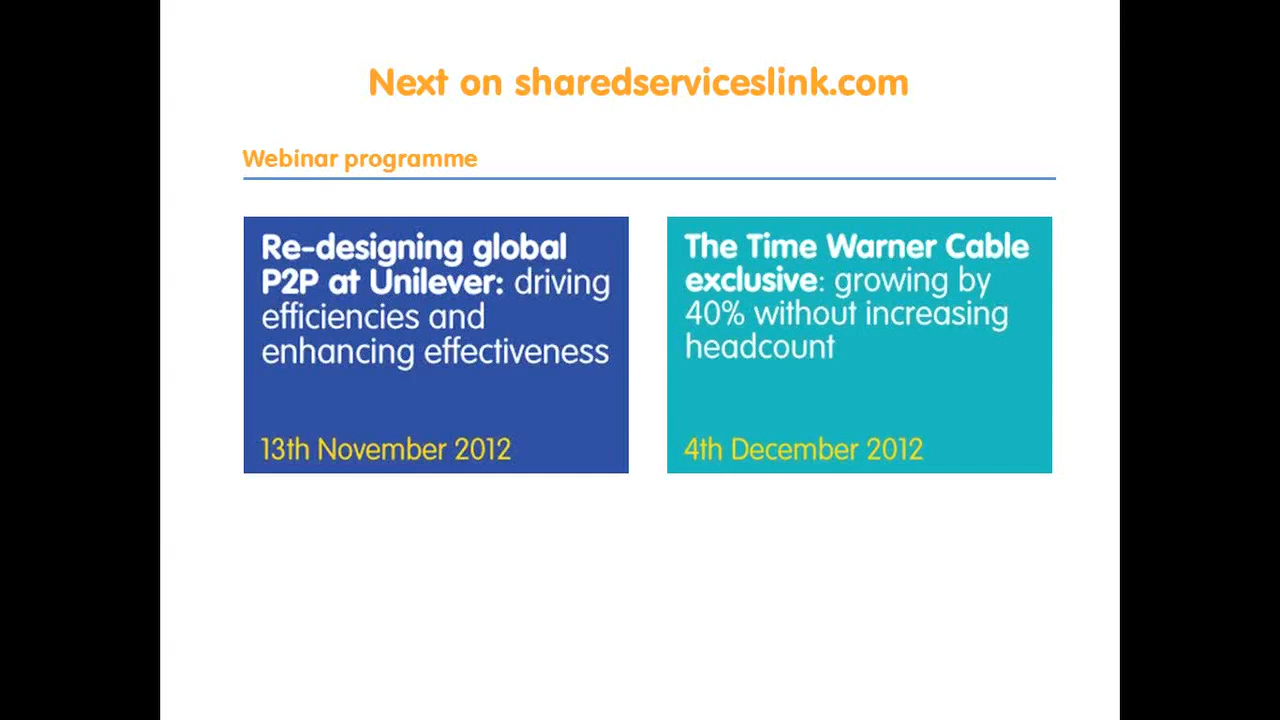 Next on sharedserviceslink.com
Webinar programme
Re-designing global
P2P at Unilever: driving
efficiencies and
enhancing effectiveness
13th November 2012
The Time Warner Cable
exclusive: growing by
40% without increasing
headcount
4th December 2012